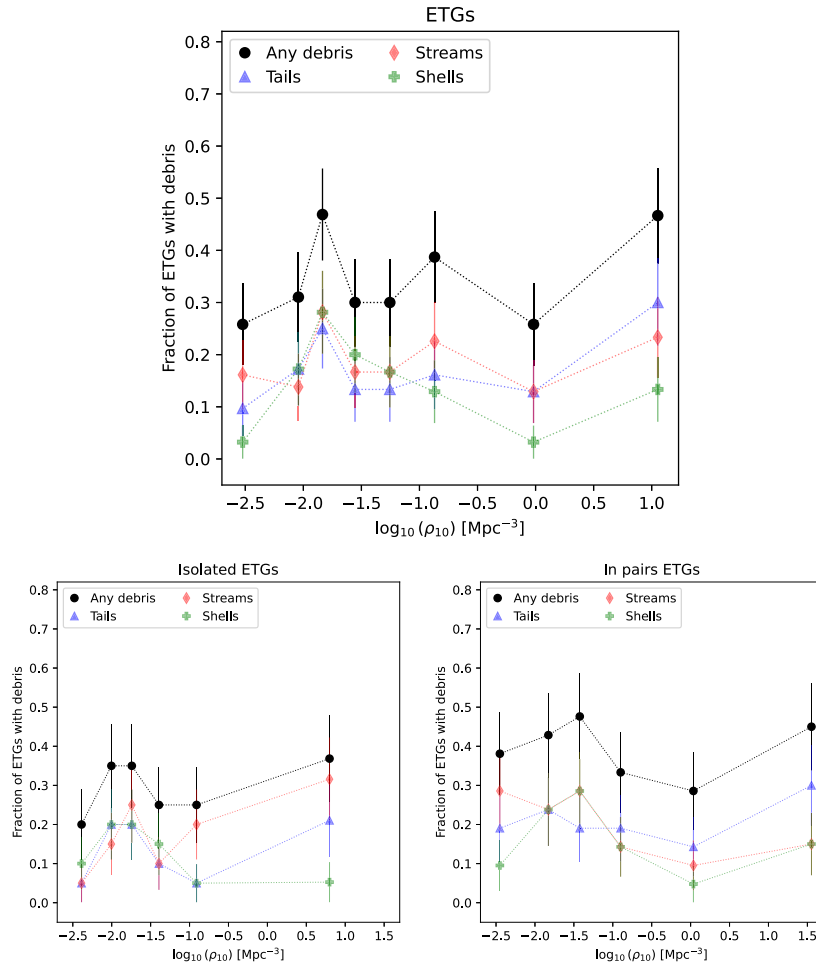 ETGs
Any debris
Tails
Streams
Shells
Fraction of ETGs with debris
0.8
0.7
0.6
0.5
0.4
0.3
0.2
0.1
0.0
−2.5 −2.0 −1.5 −1.0 −0.5 0.0 0.5 1.0
log₁₀ (ρ₁₀) [Mpc⁻³]
Isolated ETGs
Any debris
Tails
Streams
Shells
Fraction of ETGs with debris
0.8
0.7
0.6
0.5
0.4
0.3
0.2
0.1
0.0
−2.5 −2.0 −1.5 −1.0 −0.5 0.0 0.5 1.0 1.5
log₁₀ (ρ₁₀) [Mpc⁻³]
In pairs ETGs
Any debris
Tails
Streams
Shells
Fraction of ETGs with debris
0.8
0.7
0.6
0.5
0.4
0.3
0.2
0.1
0.0
−2.5 −2.0 −1.5 −1.0 −0.5 0.0 0.5 1.0 1.5
log₁₀ (ρ₁₀) [Mpc⁻³]